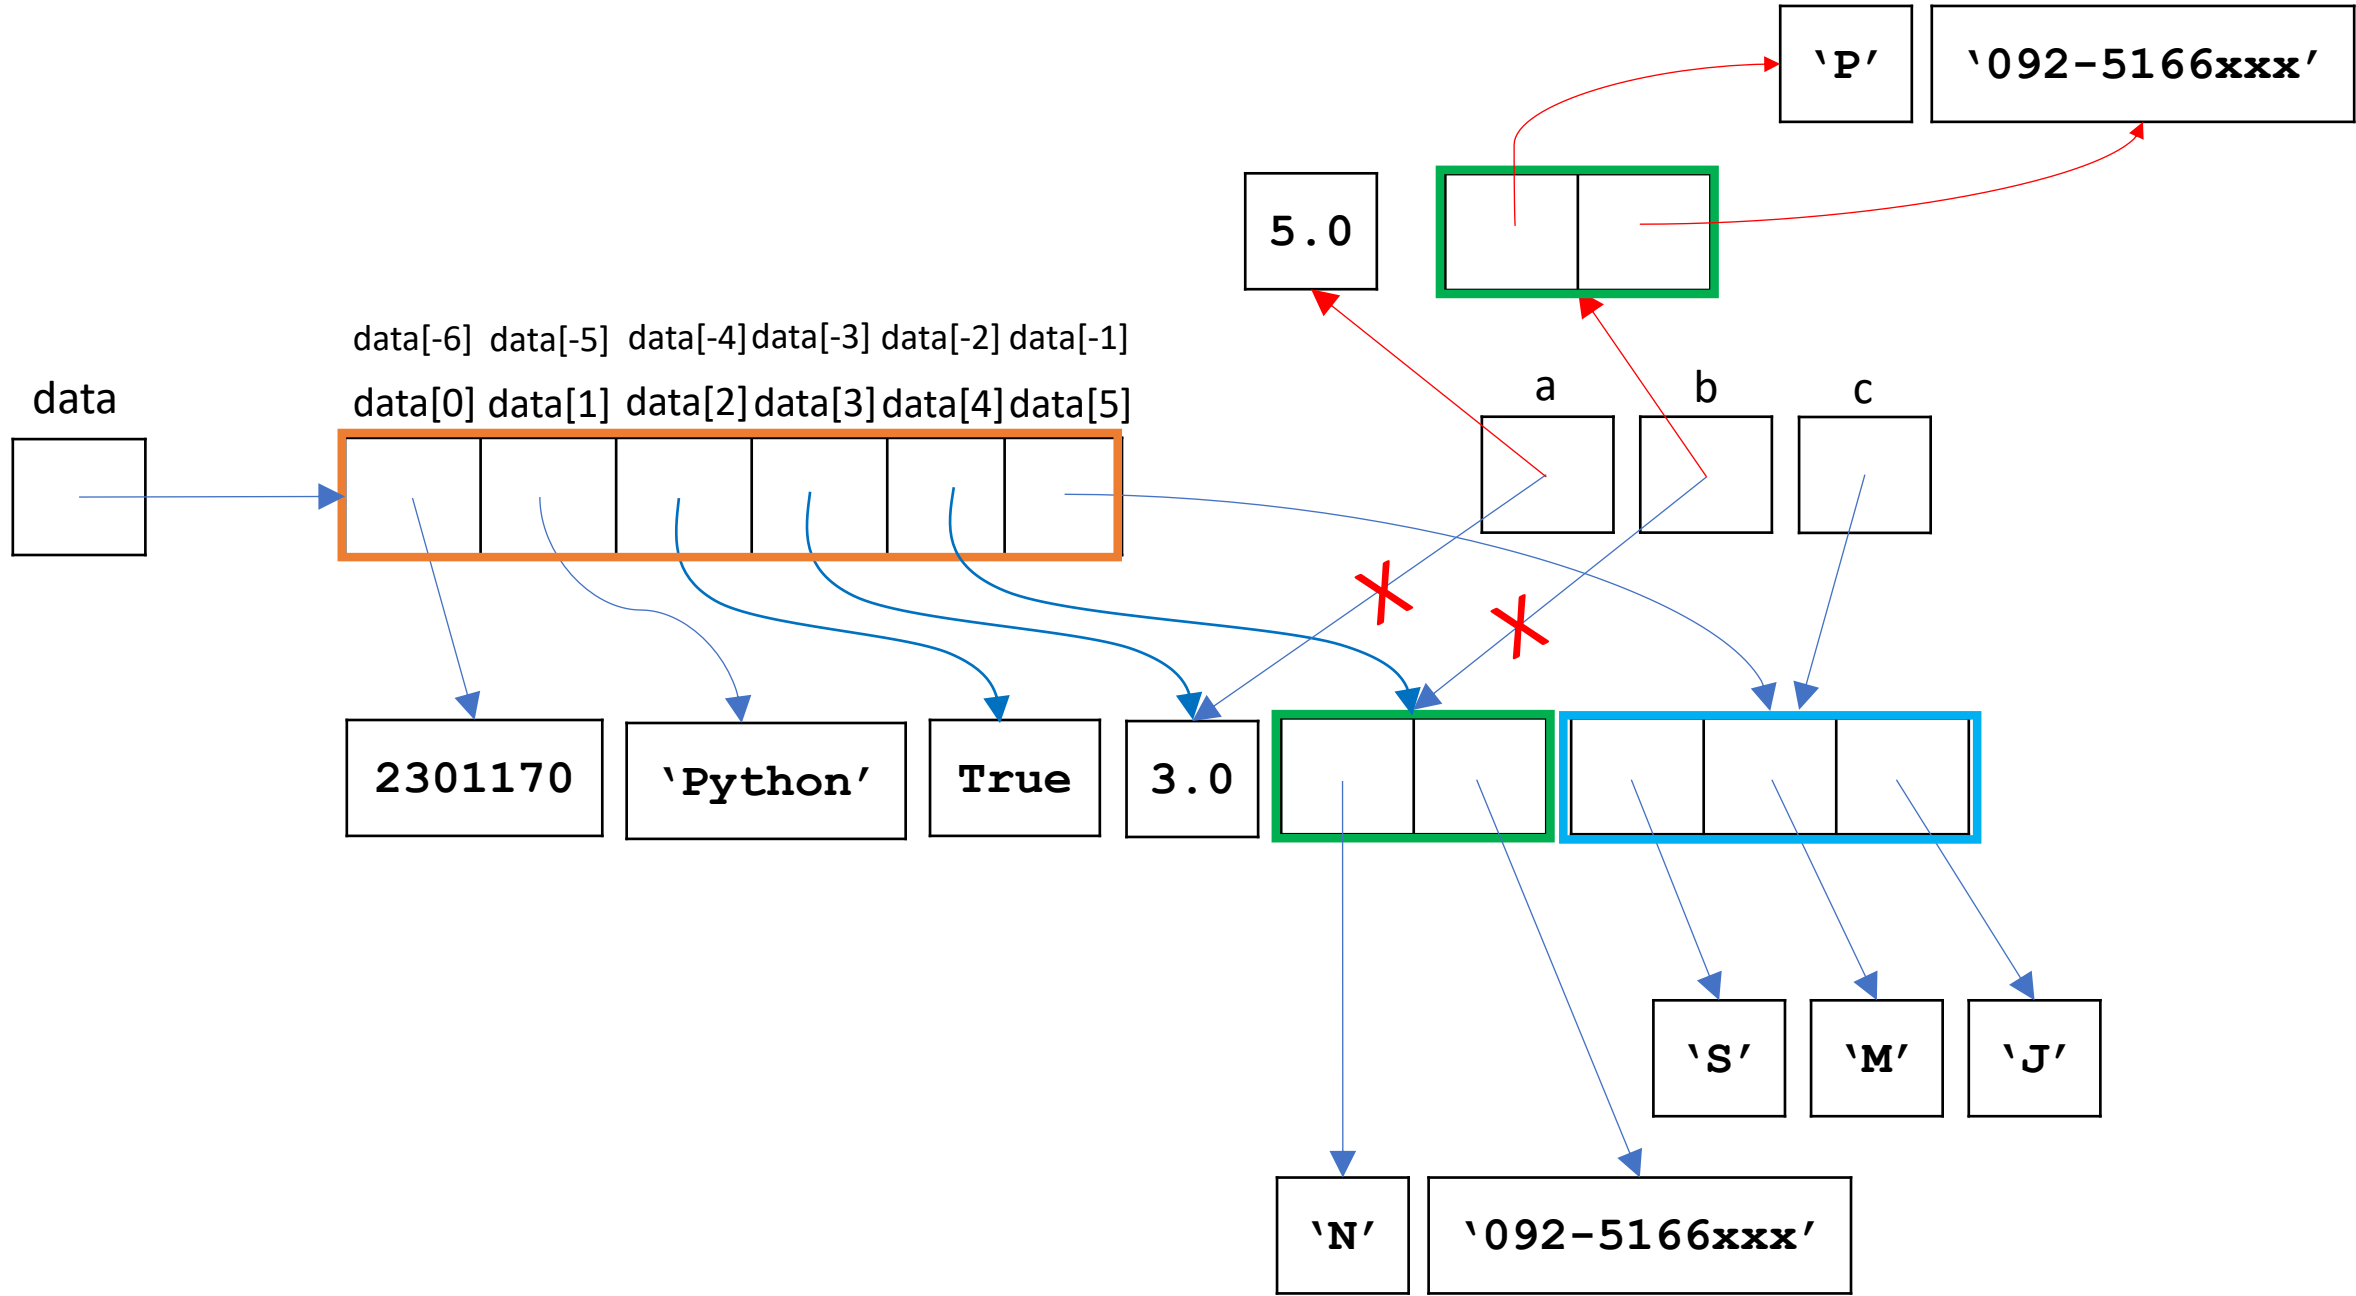 ‘P’ ‘092-5166xxx’
5.0
data[-6] data[-5] data[-4] data[-3] data[-2] data[-1]
data a b c
data[0] data[1] data[2] data[3] data[4] data[5]
2301170 ‘Python’ True 3.0
‘S’ ‘M’ ‘J’
‘N’ ‘092-5166xxx’